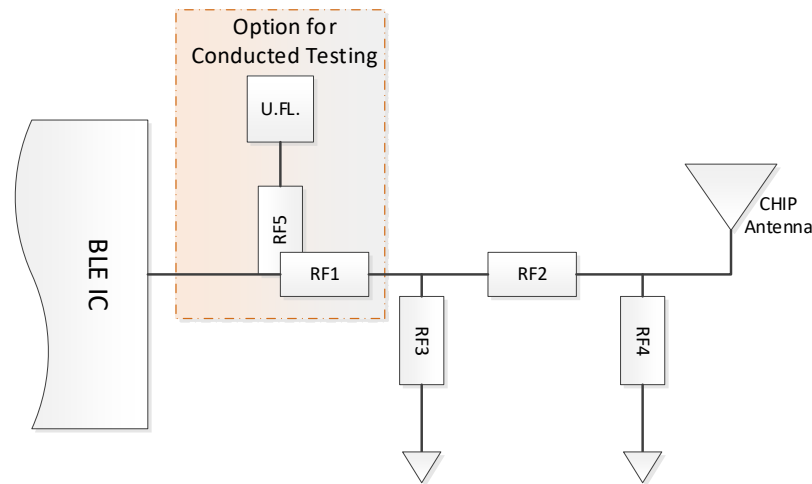 Option for
Conducted Testing
U.FL.
RF5
BLE IC
RF1
RF2
RF3
RF4
CHIP
Antenna